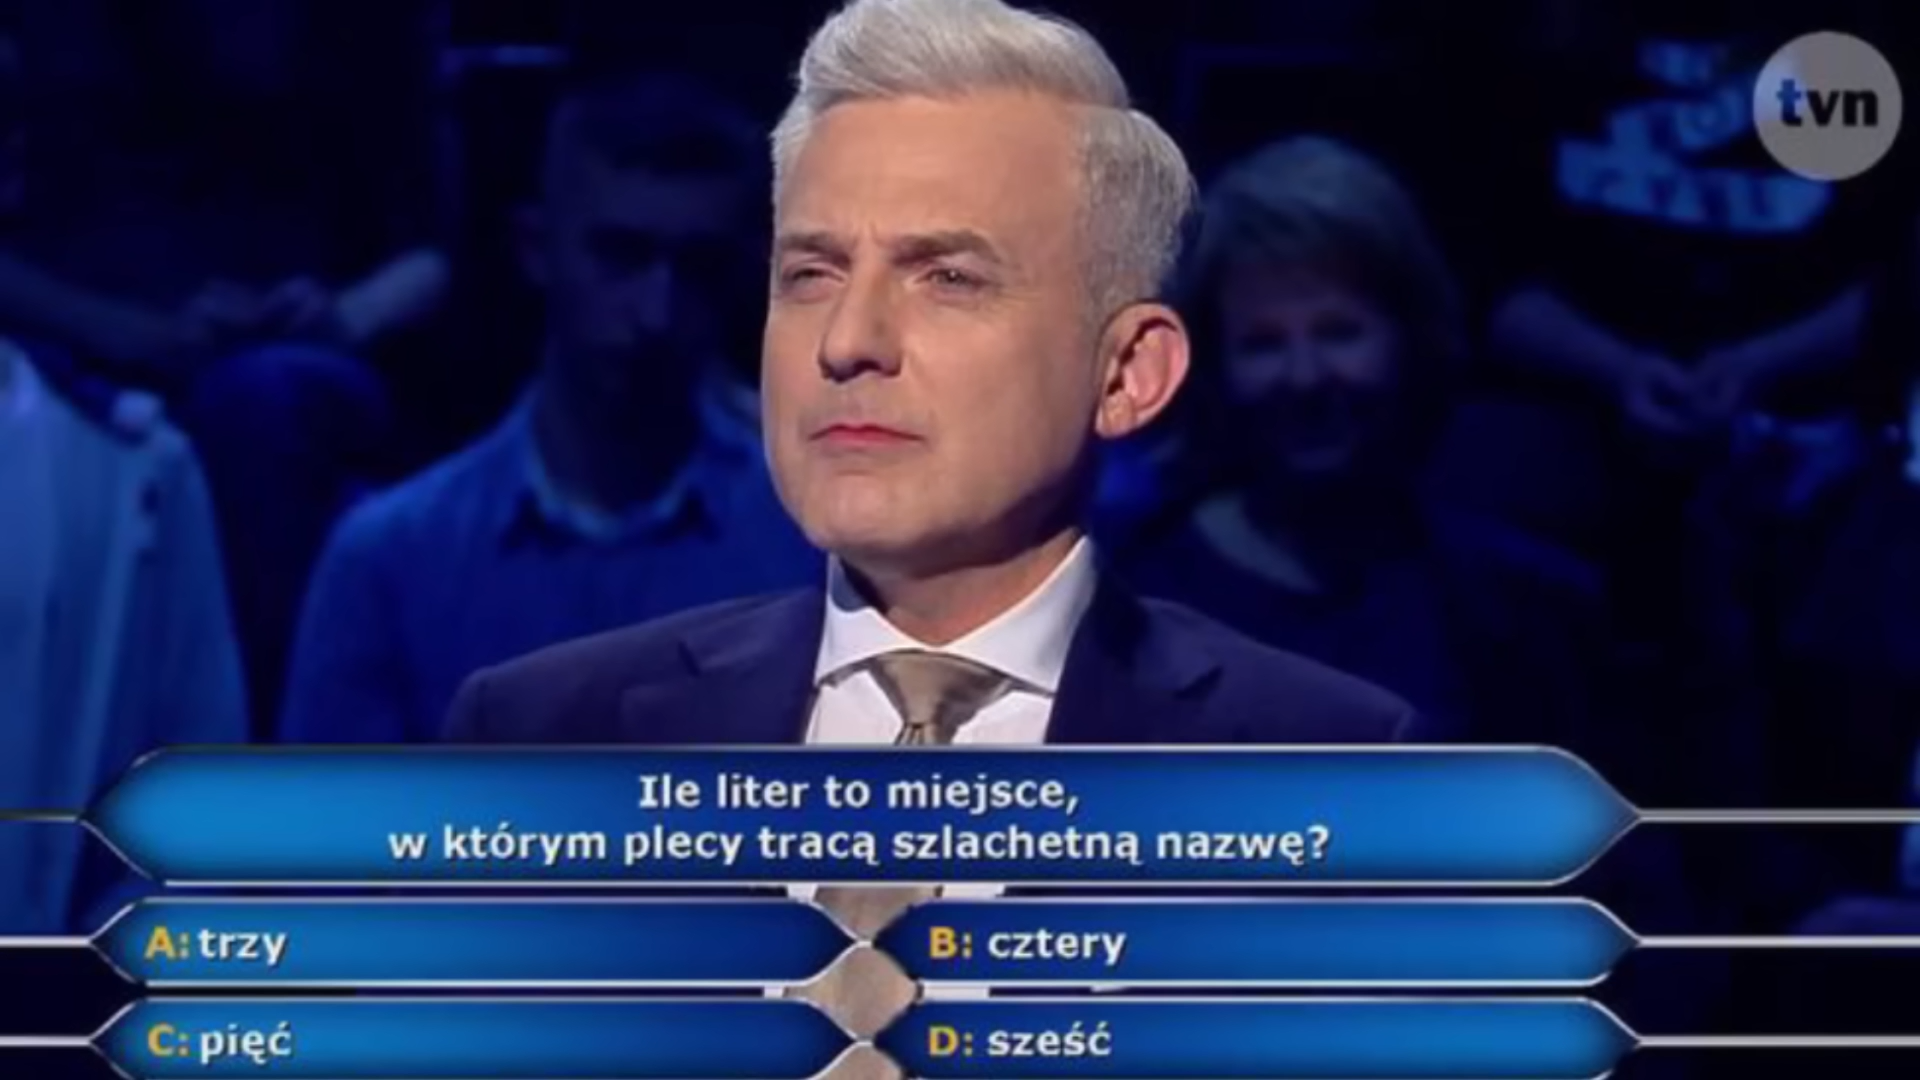 tvn
Ile liter to miejsce,
w którym plecy tracą szlachetną nazwę?
A: trzy
B: cztery
C: pięć
D: sześć